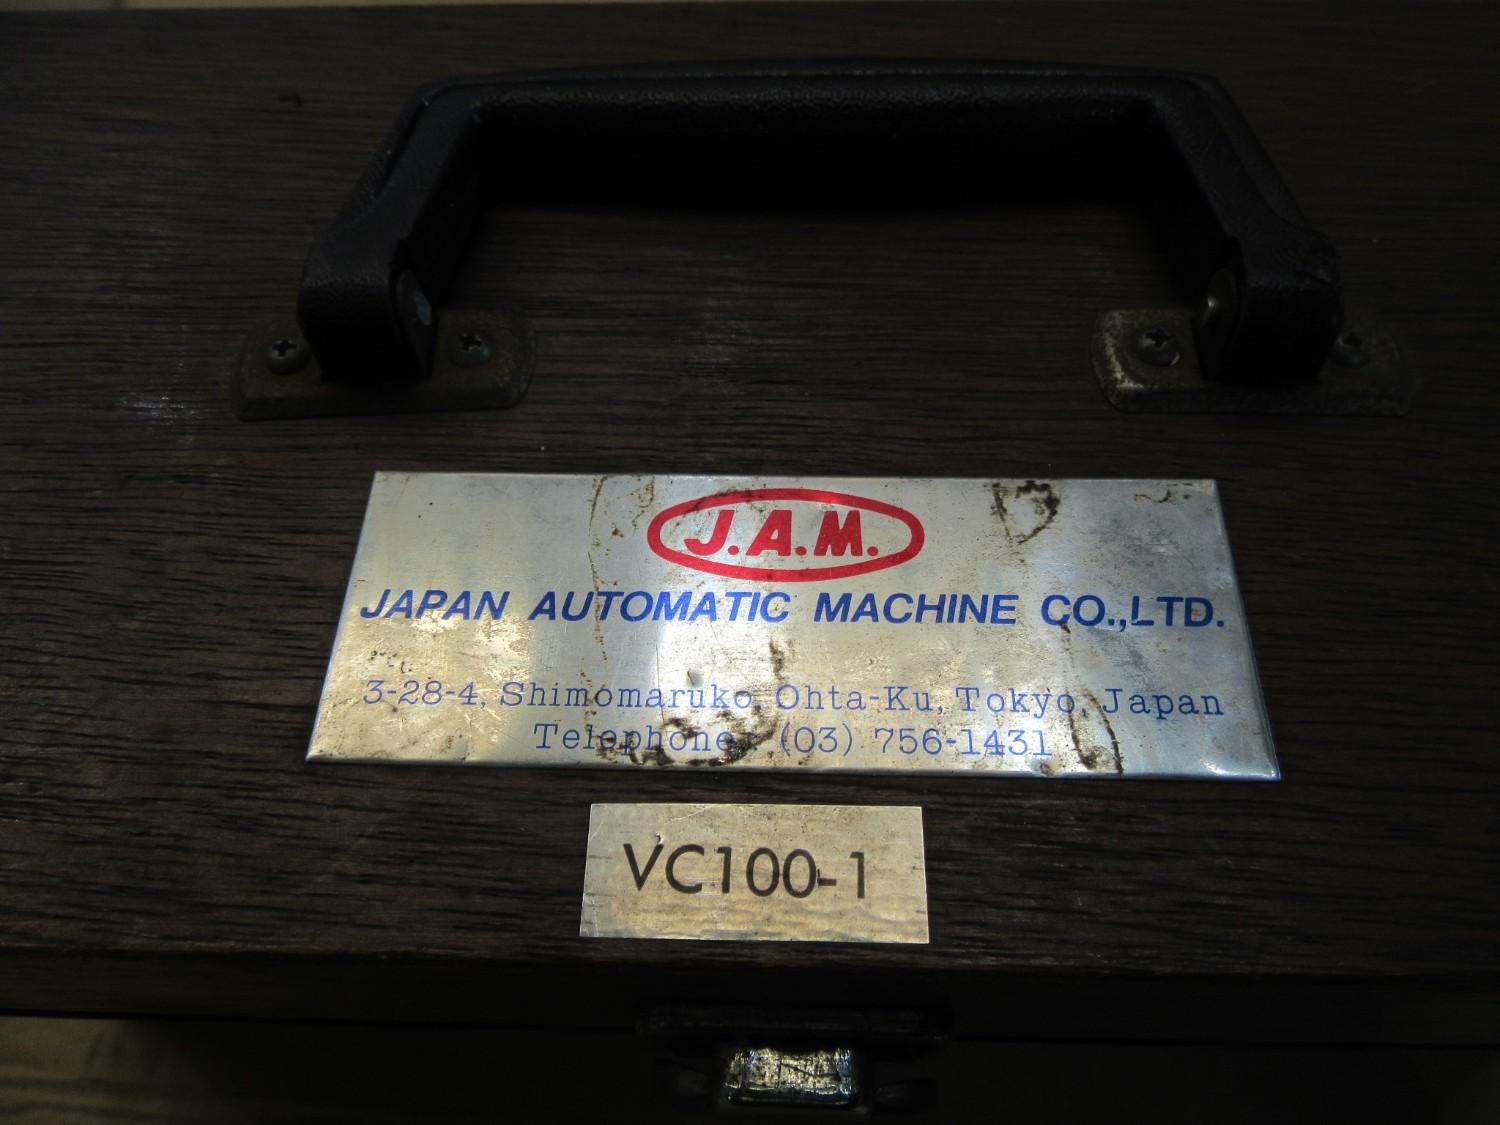 J.A.M.
JAPAN AUTOMATIC MACHINE CO.,LTD.
3-28-4, Shimomaruko, Ohta-Ku, Tokyo, Japan
Telephone: (03) 756-1431
VC100-1